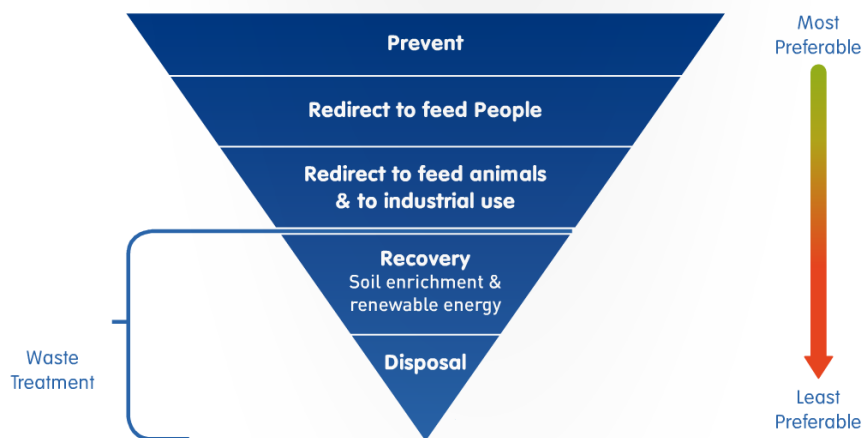 Prevent
Redirect to feed People
Redirect to feed animals
& to industrial use
Recovery
Soil enrichment &
renewable energy
Disposal
Waste
Treatment
Most
Preferable
Least
Preferable